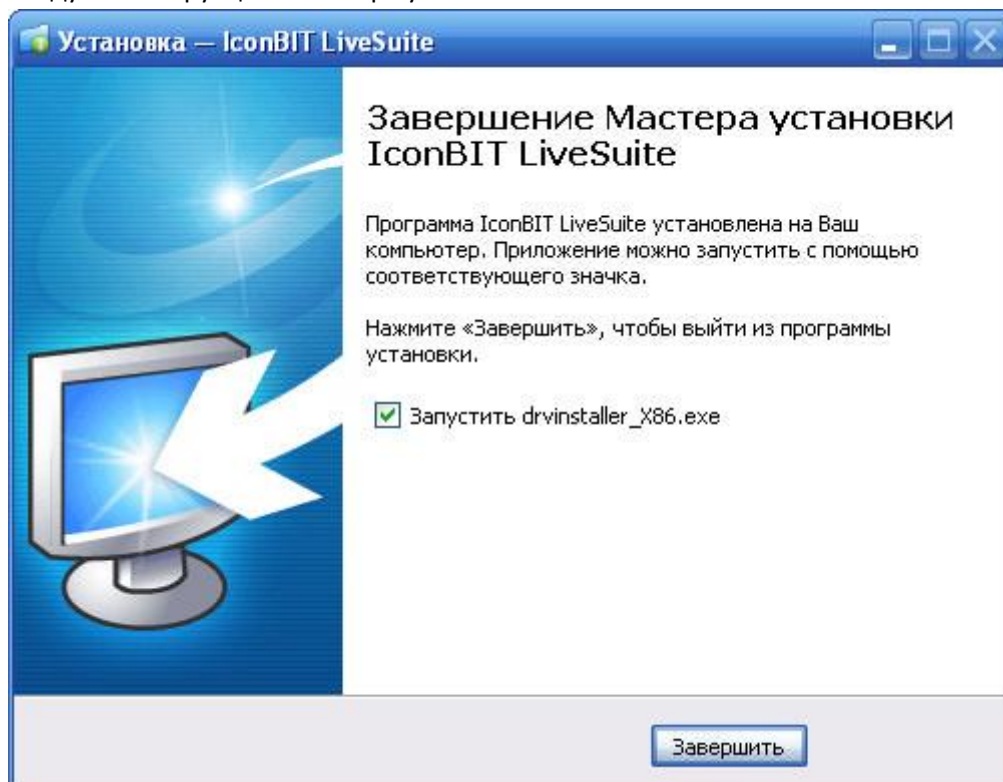 Установка — IconBIT LiveSuite
Завершение Мастера установки
IconBIT LiveSuite
Программа IconBIT LiveSuite установлена на Ваш
компьютер. Приложение можно запустить с помощью
соответствующего значка.
Нажмите «Завершить», чтобы выйти из программы
установки.
Запустить drvinstaller_X86.exe
Завершить